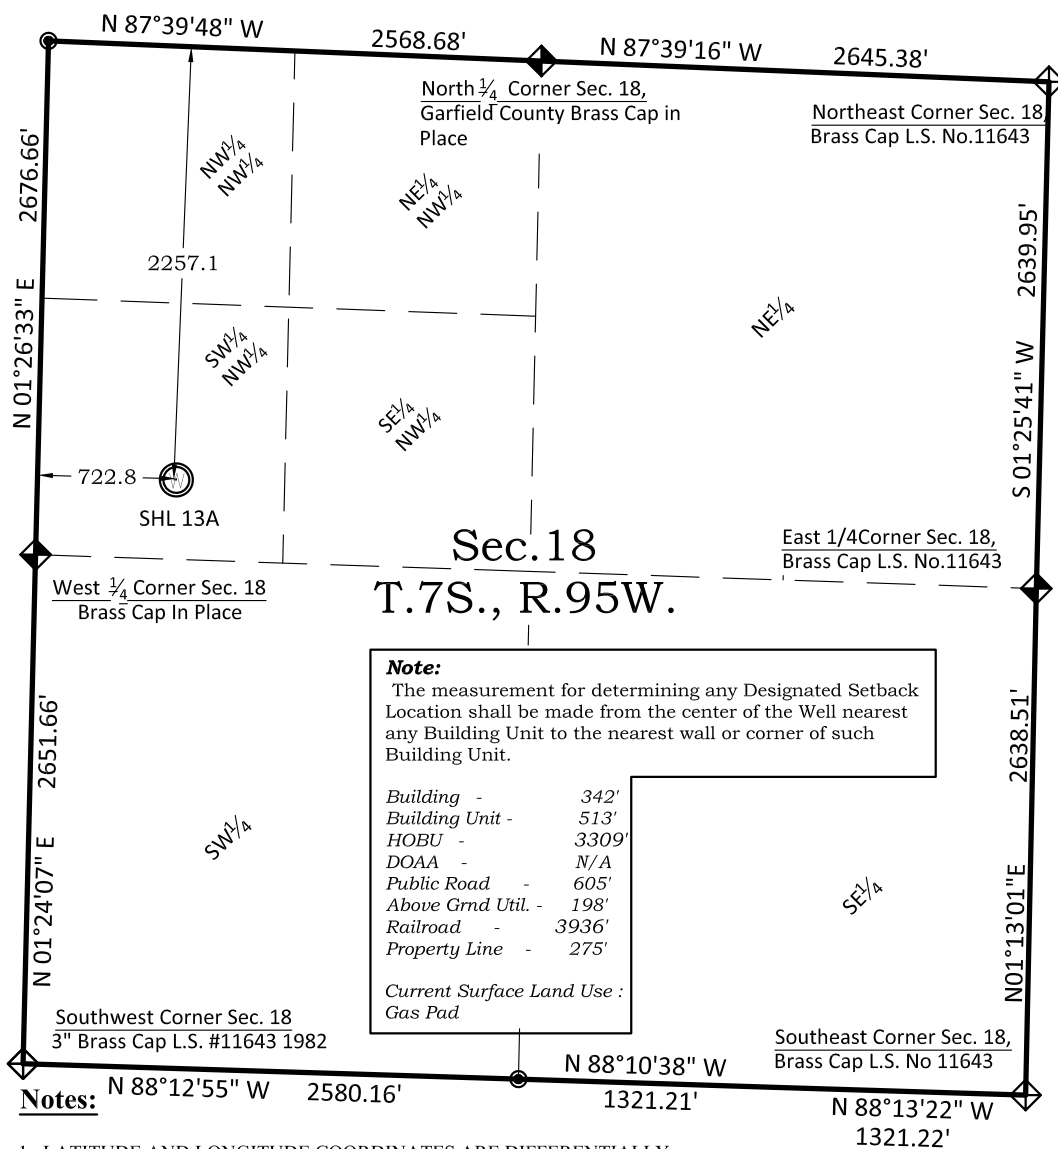 N 87°39'48" W
2568.68'
N 87°39'16" W
2645.38'
North 1/4 Corner Sec. 18,
Garfield County Brass Cap in
Place
Northeast Corner Sec. 18,
Brass Cap L.S. No.11643
2676.66'
N 01°26'33" E
NW1/4
NW1/4
NE1/4
NW1/4
2257.1
SW1/4
NW1/4
SE1/4
NW1/4
NE1/4
2639.95'
S 01°25'41" W
722.8
SHL 13A
Sec.18
T.7S., R.95W.
East 1/4Corner Sec. 18,
Brass Cap L.S. No.11643
West 1/4 Corner Sec. 18
Brass Cap In Place
Note:
The measurement for determining any Designated Setback
Location shall be made from the center of the Well nearest
any Building Unit to the nearest wall or corner of such
Building Unit.
Building - 342'
Building Unit - 513'
HOBU - 3309'
DOAA - N/A
Public Road - 605'
Above Grnd Util. - 198'
Railroad - 3936'
Property Line - 275'
Current Surface Land Use :
Gas Pad
2651.66'
N 01°24'07" E
SW1/4
SE1/4
2638.51'
N01°13'01"E
Southwest Corner Sec. 18
3" Brass Cap L.S. #11643 1982
Southeast Corner Sec. 18,
Brass Cap L.S. No 11643
N 88°12'55" W
2580.16'
N 88°10'38" W
1321.21'
N 88°13'22" W
1321.22'
Notes:
1. LATITUDE AND LONGITUDE COORDINATES ARE DIFFERENTIALLY